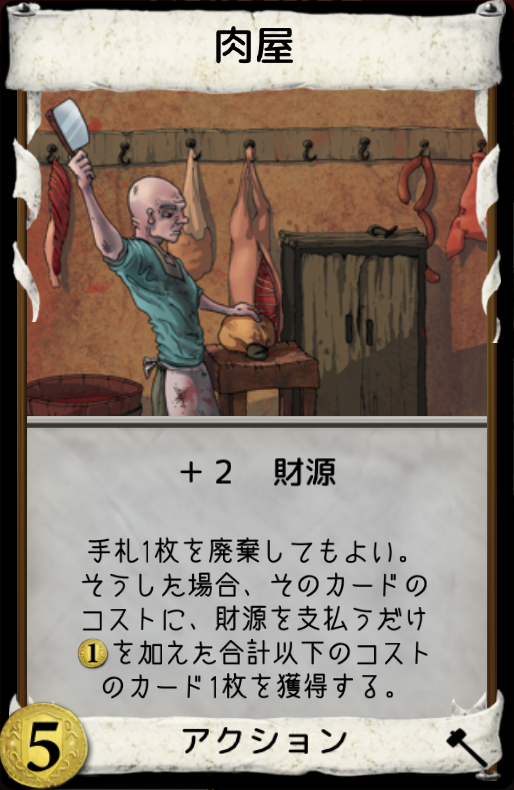 肉屋
+2 財源
手札1枚を廃棄してもよい。
そうした場合、そのカードの
コストに、財源を支払うだけ
1を加えた合計以下のコスト
のカード1枚を獲得する。
5 アクション